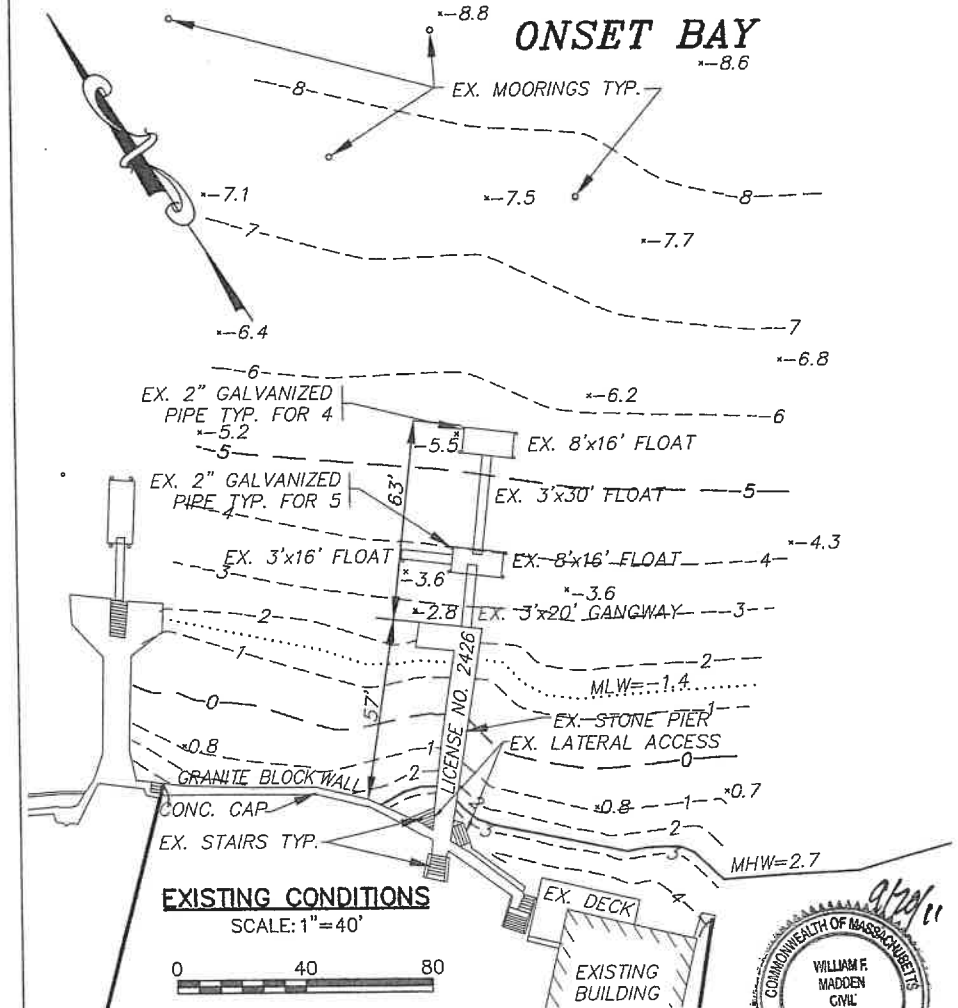 ×-8.8
ONSET BAY
×-8.6
8
EX. MOORINGS TYP.
×-7.1
×-7.5
8
7
×-7.7
×-6.4
7
×-6.8
6
EX. 2" GALVANIZED
PIPE TYP. FOR 4
×-6.2
6
×-5.2
-5.5×
EX. 8'x16' FLOAT
5
EX. 2" GALVANIZED
PIPE TYP. FOR 5
63'
EX. 3'x30' FLOAT
5
4
×-4.3
EX. 3'x16' FLOAT
EX. 8'x16' FLOAT
4
3
×-3.6
×-3.6
2
×-2.8
EX. 3'x20' GANGWAY
3
1
2
MLW=-1.4
0
57'
LICENSE NO. 2426
1
EX. STONE PIER
EX. LATERAL ACCESS
×0.8
1
0
GRANITE BLOCK WALL
2
×0.8
1
×0.7
CONC. CAP
4
3
2
EX. STAIRS TYP.
3
MHW=2.7
4
EXISTING CONDITIONS
SCALE: 1"=40'
EX. DECK
0 40 80
EXISTING
BUILDING
9/20/11
COMMONWEALTH OF MASSACHUSETTS
WILLIAM F.
MADDEN
CIVIL